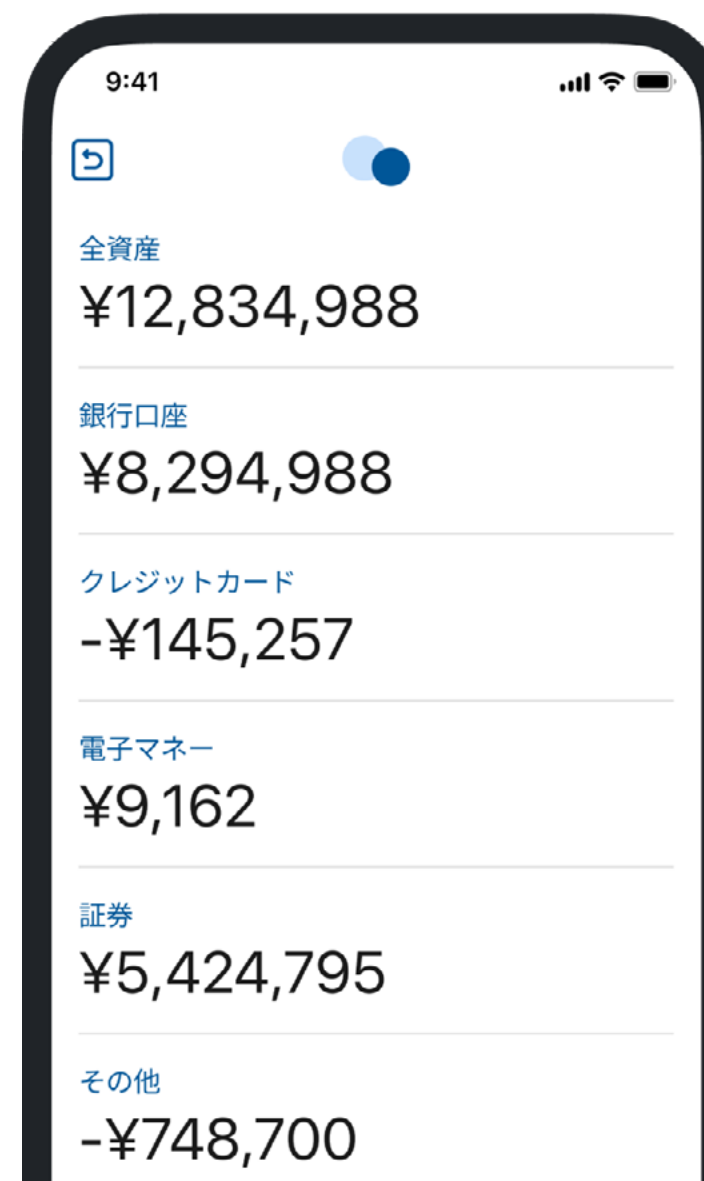 9:41
全資産
¥12,834,988
銀行口座
¥8,294,988
クレジットカード
-¥145,257
電子マネー
¥9,162
証券
¥5,424,795
その他
-¥748,700